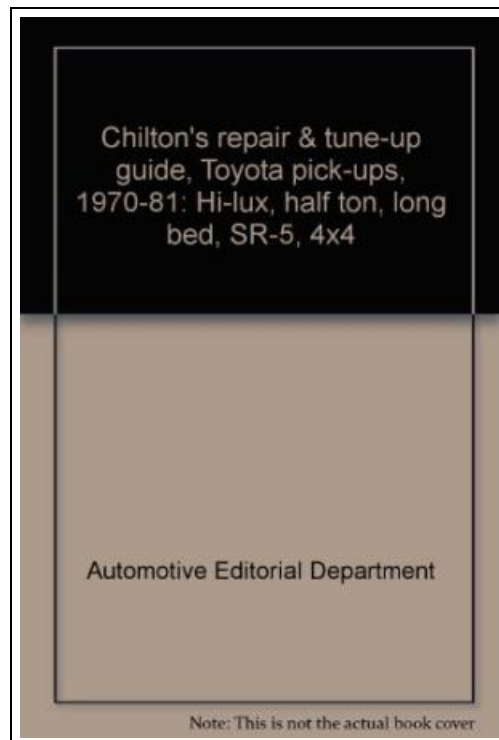 Chilton's repair & tune-up
guide, Toyota pick-ups,
1970-81: Hi-lux, half ton, long
bed, SR-5, 4x4
Automotive Editorial Department
Note: This is not the actual book cover